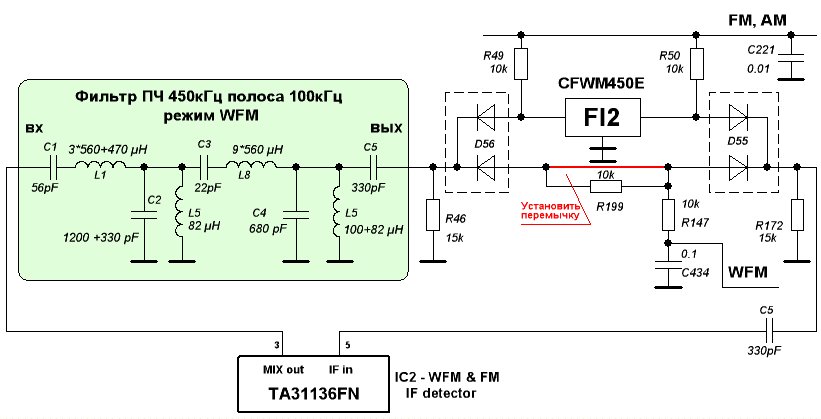 FM, AM
R49
10k
CFWM450E
FI2
R50
10k
C221
0.01
Фильтр ПЧ 450кГц полоса 100кГц
режим WFM
ВХ
ВЫХ
D56
D55
C1
3*560+470 µH
L1
56pF
C3
22pF
9*560 µH
L8
C5
330pF
C2
1200 +330 pF
L5
82 µH
C4
680 pF
L5
100+82 µH
R46
15k
10k
R199
Установить
перемычку
10k
R147
R172
15k
0.1
C434
WFM
C5
330pF
3
5
MIX out
IF in
TA31136FN
IC2 - WFM & FM
IF detector